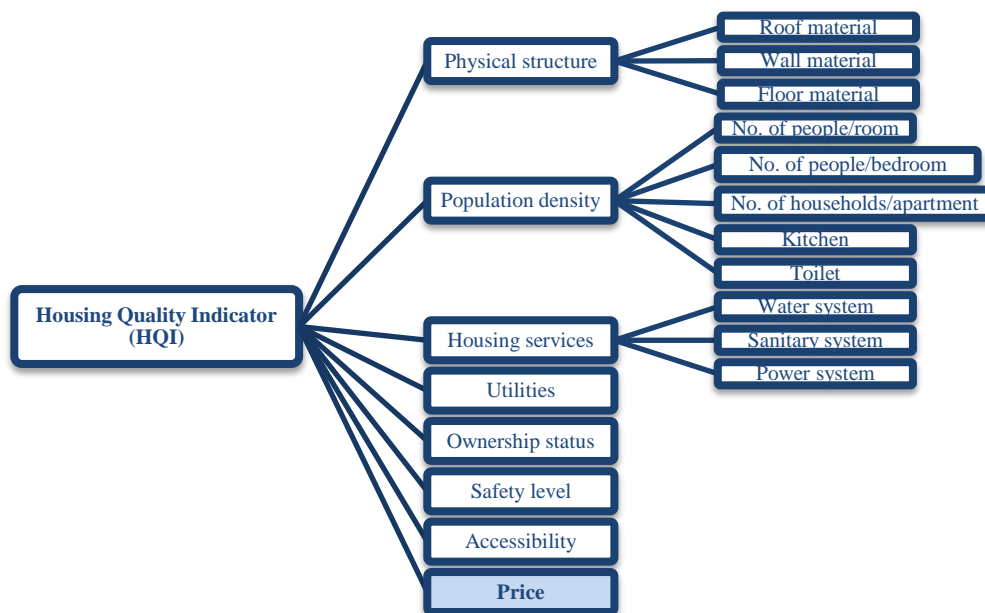 Housing Quality Indicator
(HQI)
Physical structure
Roof material
Wall material
Floor material
Population density
No. of people/room
No. of people/bedroom
No. of households/apartment
Kitchen
Toilet
Housing services
Water system
Sanitary system
Power system
Utilities
Ownership status
Safety level
Accessibility
Price